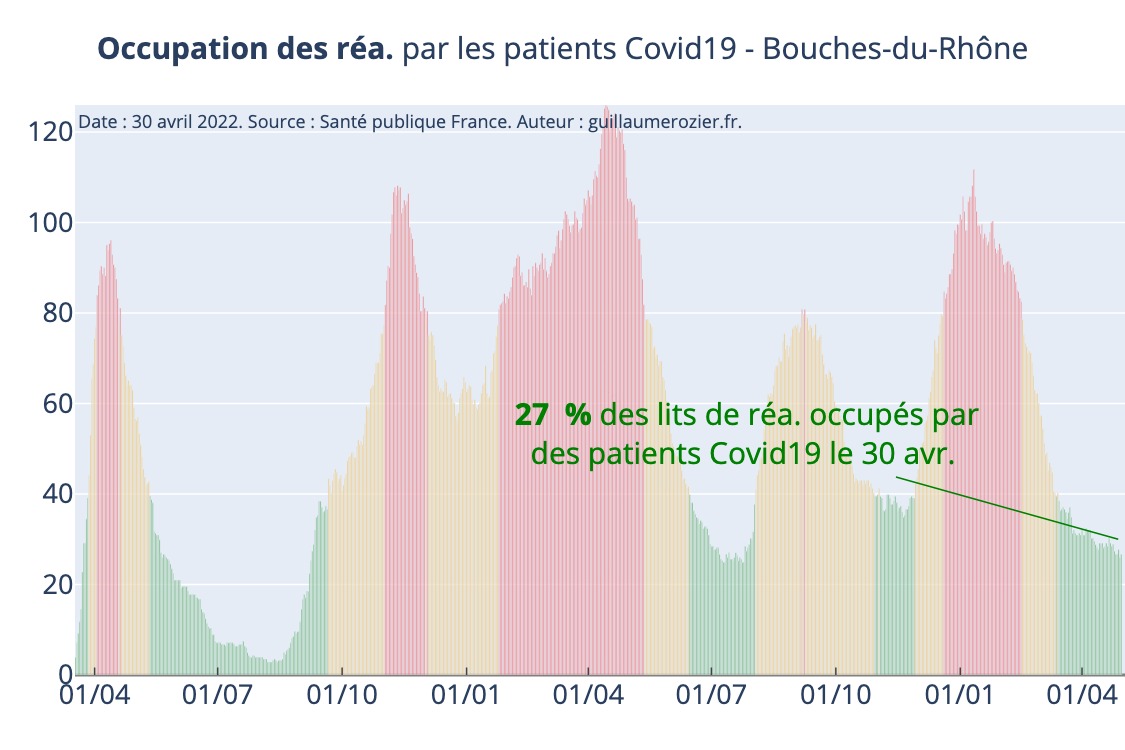 Occupation des réa. par les patients Covid19 - Bouches-du-Rhône
Date : 30 avril 2022. Source : Santé publique France. Auteur : guillaumerozier.fr.
120
100
80
60
40
20
0
27 % des lits de réa. occupés par
des patients Covid19 le 30 avr.
01/04 01/07 01/10 01/01 01/04 01/07 01/10 01/01 01/04